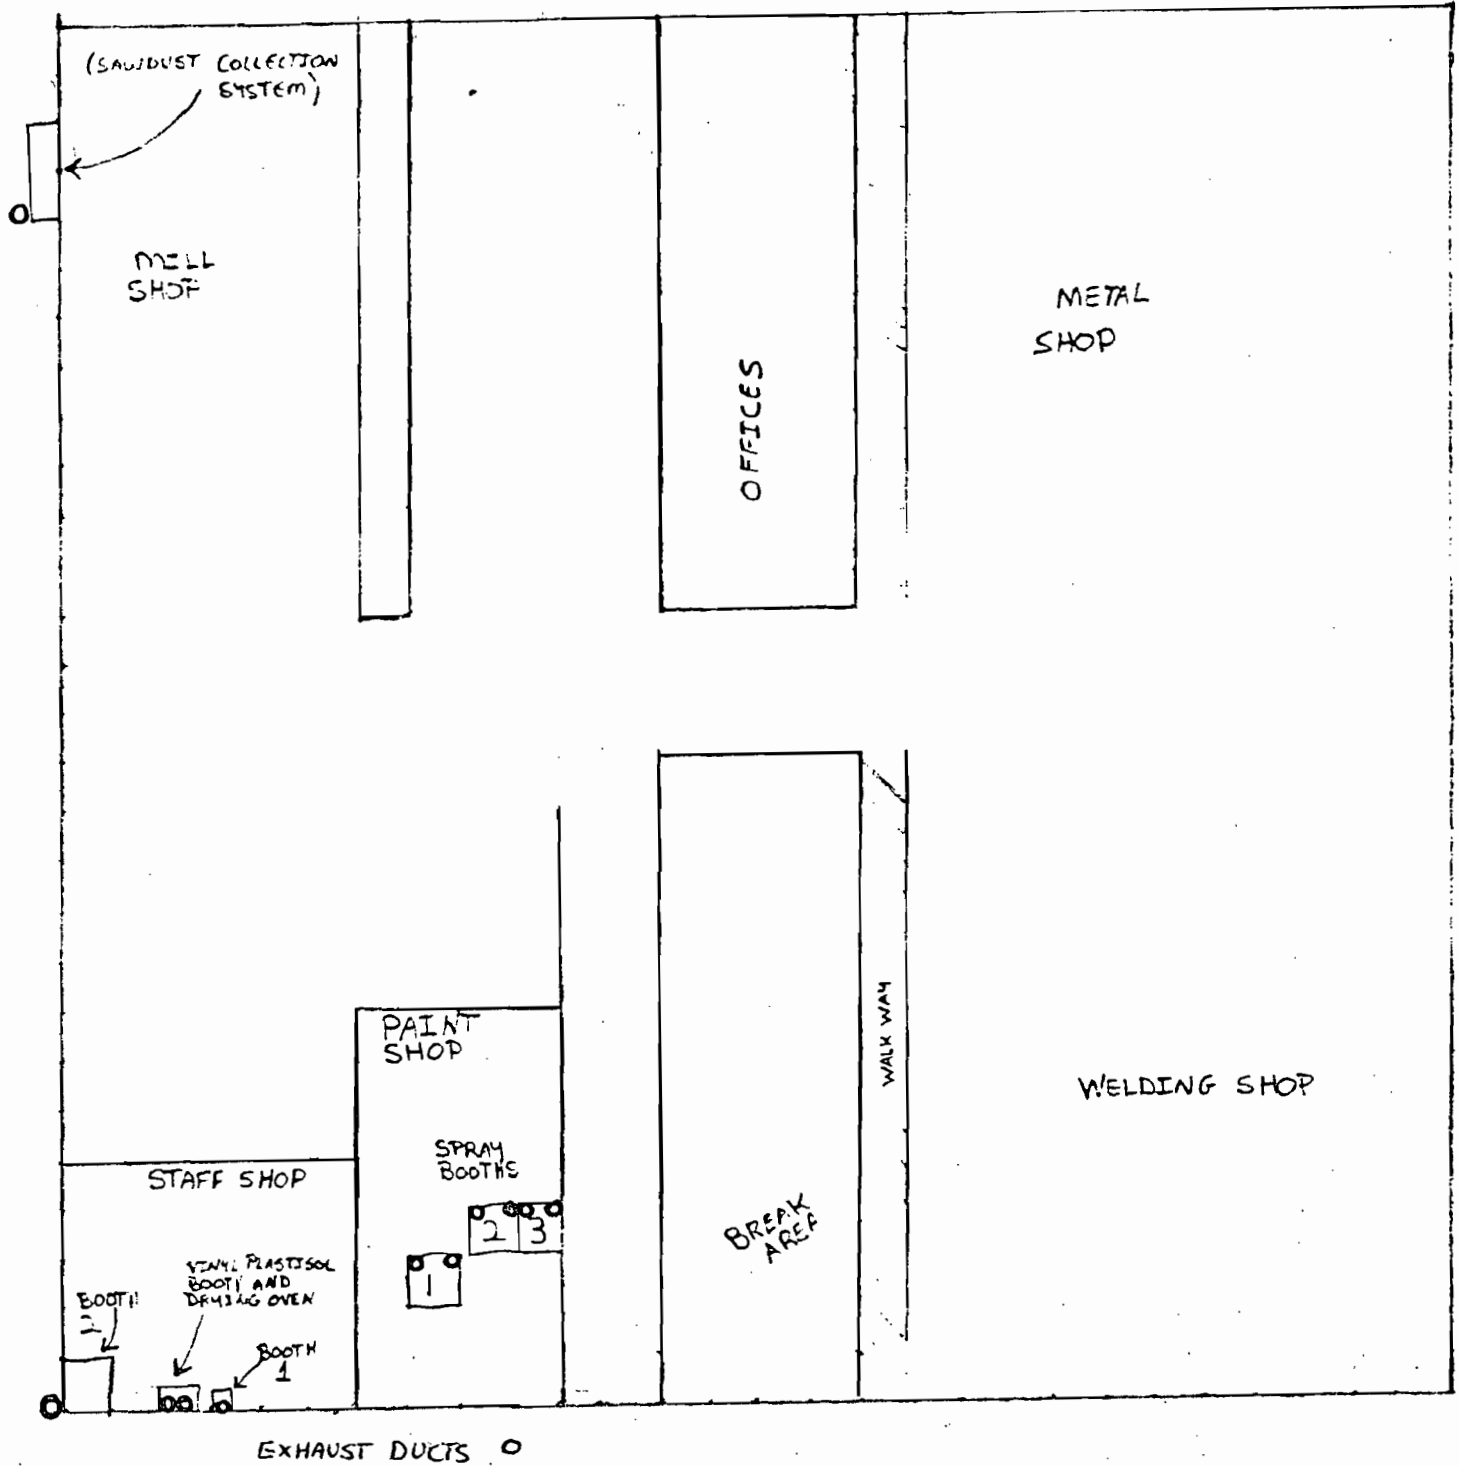 (SAWDUST COLLECTION
SYSTEM)
MILL
SHOP
METAL
SHOP
OFFICES
PAINT
SHOP
WALK WAY
WELDING SHOP
SPRAY
BOOTHS
STAFF SHOP
2 3
1
BREAK
AREA
VINYL PLASTISOL
BOOTH AND
DRYING OVEN
BOOTH
2
BOOTH
1
EXHAUST DUCTS O